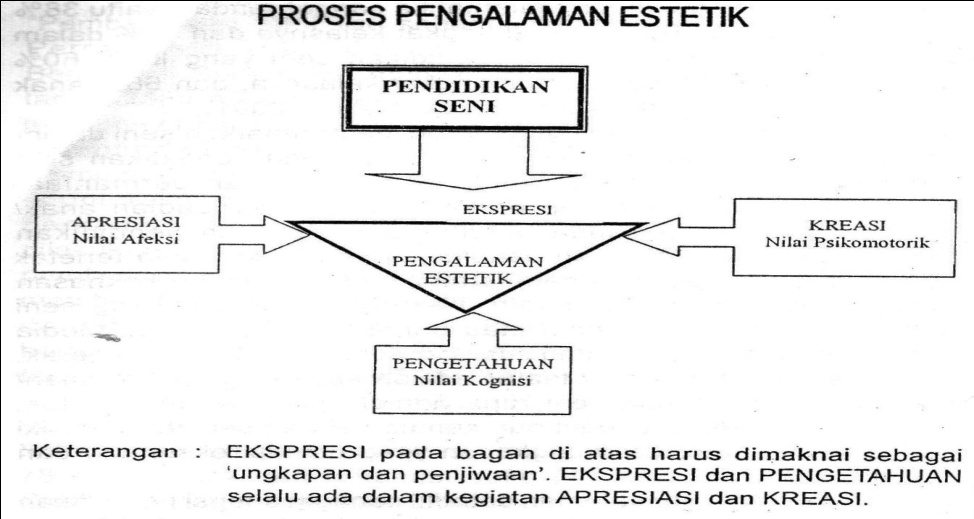 PROSES PENGALAMAN ESTETIK
PENDIDIKAN
SENI
EKSPRESI
APRESIASI
Nilai Afeksi
KREASI
Nilai Psikomotorik
PENGALAMAN
ESTETIK
PENGETAHUAN
Nilai Kognisi
Keterangan : EKSPRESI pada bagan di atas harus dimaknai sebagai
'ungkapan dan penjiwaan'. EKSPRESI dan PENGETAHUAN
selalu ada dalam kegiatan APRESIASI dan KREASI.